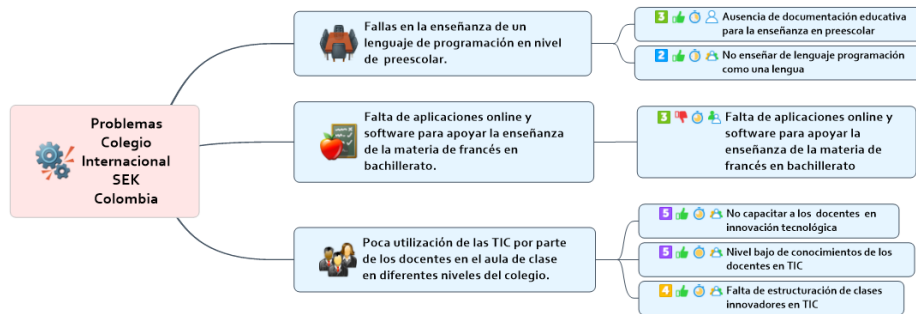 Problemas
Colegio
Internacional
SEK
Colombia
Fallas en la enseñanza de un
lenguaje de programación en nivel
de preescolar.
3 Ausencia de documentación educativa
para la enseñanza en preescolar
2 No enseñar de lenguaje programación
como una lengua
Falta de aplicaciones online y
software para apoyar la enseñanza
de la materia de francés en
bachillerato.
3 Falta de aplicaciones online y
software para apoyar la
enseñanza de la materia de
francés en bachillerato
Poca utilización de las TIC por parte
de los docentes en el aula de clase
en diferentes niveles del colegio.
5 No capacitar a los docentes en
innovación tecnológica
5 Nivel bajo de conocimientos de los
docentes en TIC
4 Falta de estructuración de clases
innovadores en TIC